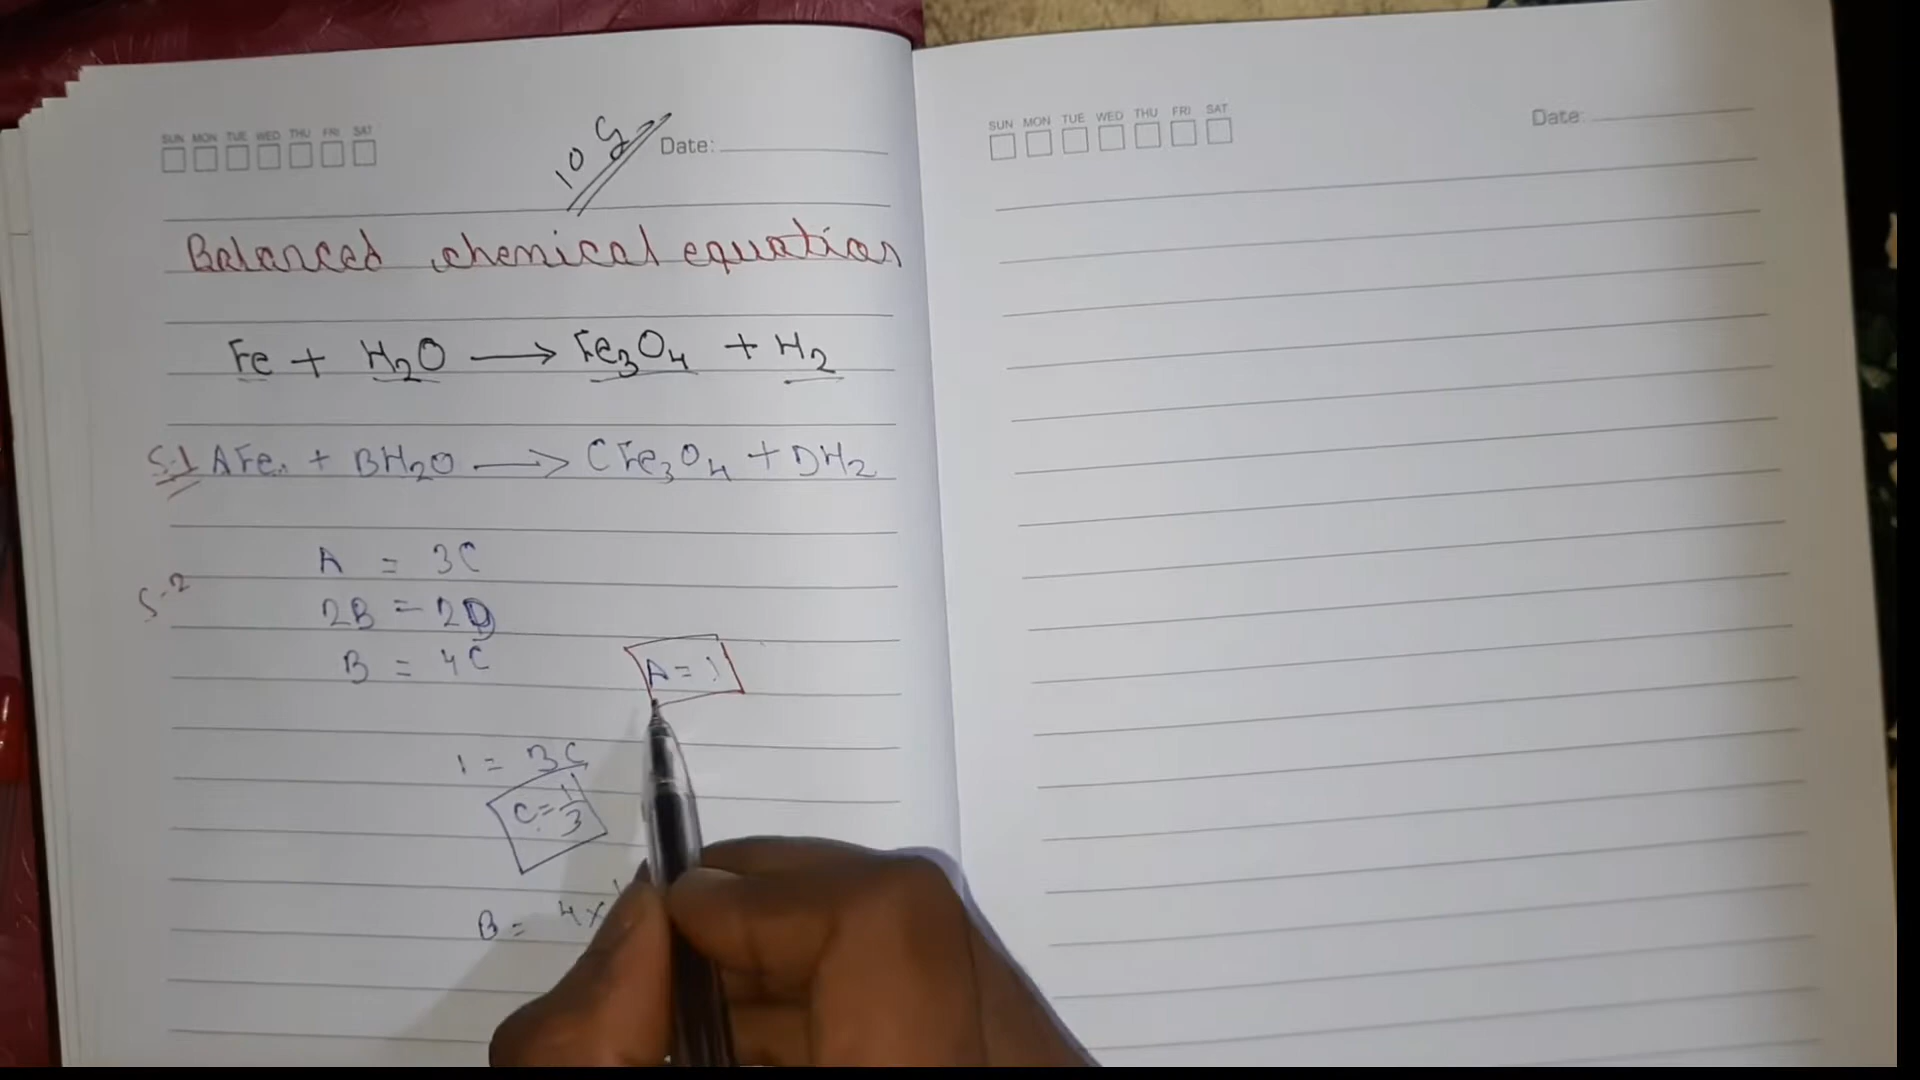 SUN MON TUE WED THU FRI SAT
10 G
Date:
Balanced chemical equation
Fe + H2O ⟶ Fe3O4 + H2
S-1 AFe + BH2O ⟶ CFe3O4 + DH2
A = 3C
S-2
2B = 2D
B = 4C
A = 1
1 = 3C
C = 1/3
B = 4×
SUN MON TUE WED THU FRI SAT
Date: